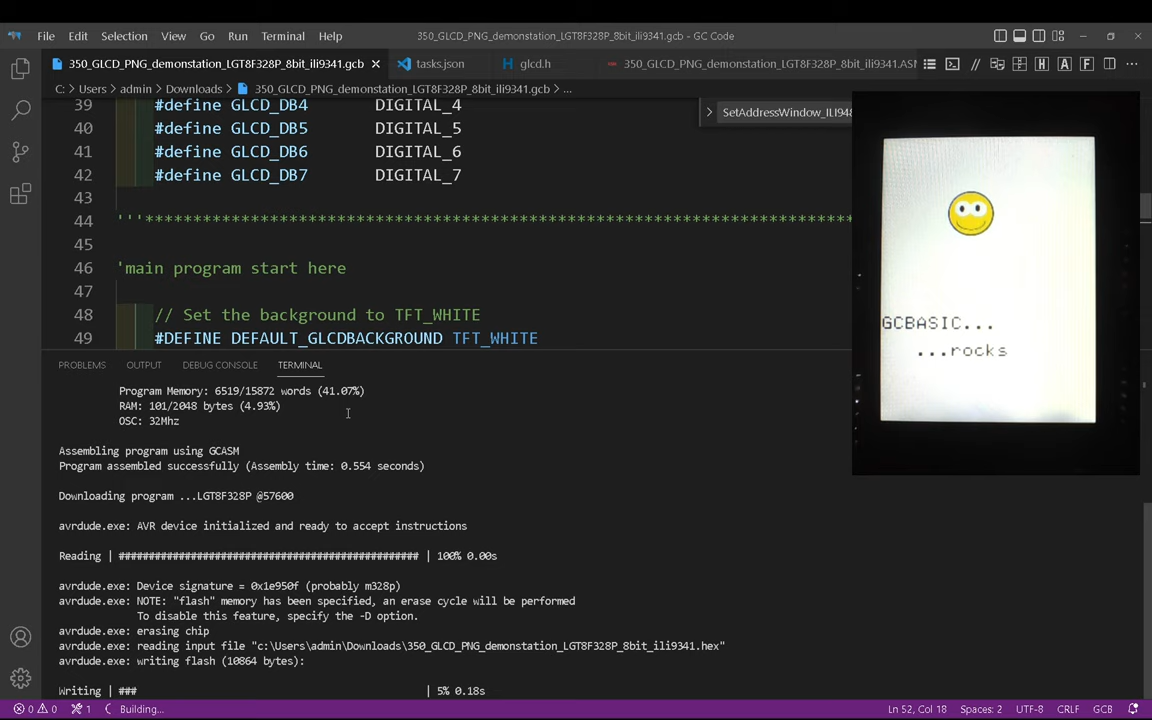 File Edit Selection View Go Run Terminal Help 350_GLCD_PNG_demonstation_LGT8F328P_8bit_ili9341.gcb - GC Code
350_GLCD_PNG_demonstation_LGT8F328P_8bit_ili9341.gcb tasks.json glcd.h 350_GLCD_PNG_demonstation_LGT8F328P_8bit_ili9341.ASM
C: > Users > admin > Downloads > 350_GLCD_PNG_demonstation_LGT8F328P_8bit_ili9341.gcb > ...
SetAddressWindow_ILI948
39 #define GLCD_DB4 DIGITAL_4
40 #define GLCD_DB5 DIGITAL_5
41 #define GLCD_DB6 DIGITAL_6
42 #define GLCD_DB7 DIGITAL_7
43
44 '''*****************************************************************************
45
46 'main program start here
47
48 // Set the background to TFT_WHITE
49 #DEFINE DEFAULT_GLCDBACKGROUND TFT_WHITE
GCBASIC...
...rocks
PROBLEMS OUTPUT DEBUG CONSOLE TERMINAL
Program Memory: 6519/15872 words (41.07%)
RAM: 101/2048 bytes (4.93%)
OSC: 32Mhz
Assembling program using GCASM
Program assembled successfully (Assembly time: 0.554 seconds)
Downloading program ...LGT8F328P @57600
avrdude.exe: AVR device initialized and ready to accept instructions
Reading | ################################################## | 100% 0.00s
avrdude.exe: Device signature = 0x1e950f (probably m328p)
avrdude.exe: NOTE: "flash" memory has been specified, an erase cycle will be performed
To disable this feature, specify the -D option.
avrdude.exe: erasing chip
avrdude.exe: reading input file "c:\Users\admin\Downloads\350_GLCD_PNG_demonstation_LGT8F328P_8bit_ili9341.hex"
avrdude.exe: writing flash (10864 bytes):
Writing | ### | 5% 0.18s
0 0 1 Building... Ln 52, Col 18 Spaces: 2 UTF-8 CRLF GCB